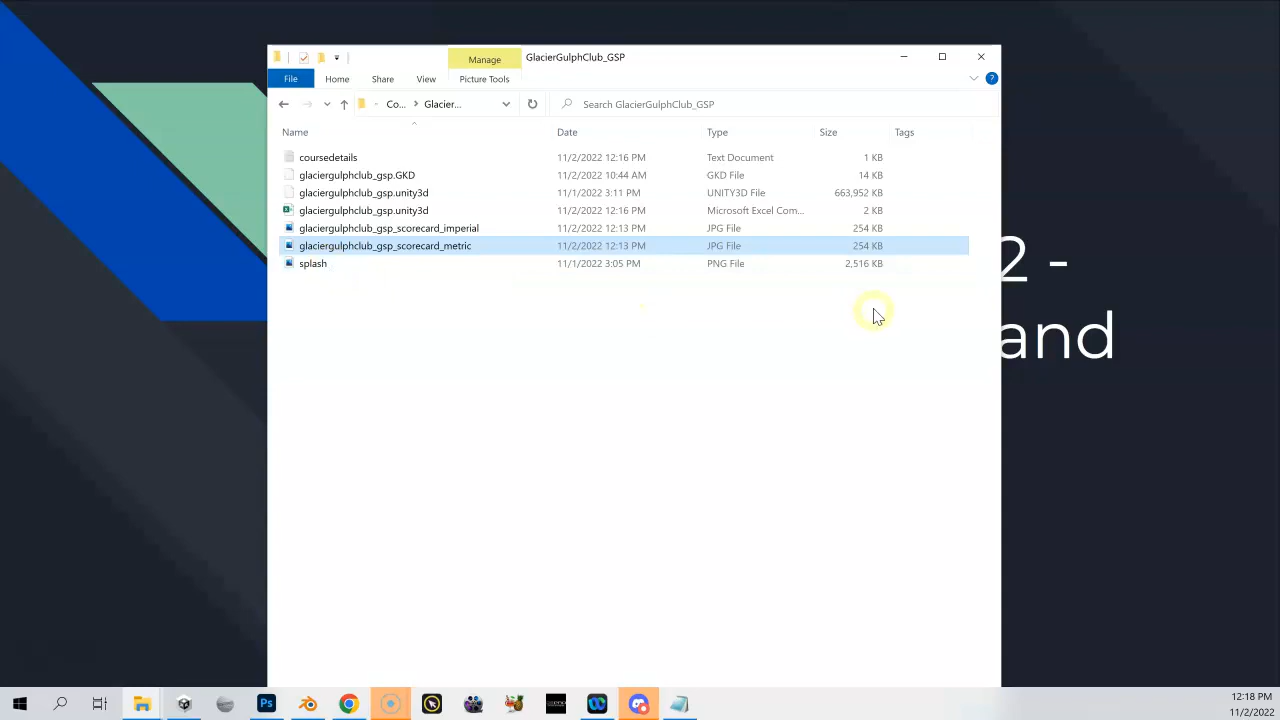 Manage
GlacierGulphClub_GSP
File
Home
Share
View
Picture Tools
Co...
Glacier...
Search GlacierGulphClub_GSP
Name Date Type Size Tags
coursedetails 11/2/2022 12:16 PM Text Document 1 KB
glaciergulphclub_gsp.GKD 11/2/2022 10:44 AM GKD File 14 KB
glaciergulphclub_gsp.unity3d 11/1/2022 3:11 PM UNITY3D File 663,952 KB
glaciergulphclub_gsp.unity3d 11/2/2022 12:16 PM Microsoft Excel Com... 2 KB
glaciergulphclub_gsp_scorecard_imperial 11/2/2022 12:13 PM JPG File 254 KB
glaciergulphclub_gsp_scorecard_metric 11/2/2022 12:13 PM JPG File 254 KB
splash 11/1/2022 3:05 PM PNG File 2,516 KB
2 -
and
Ps
12:18 PM
11/2/2022